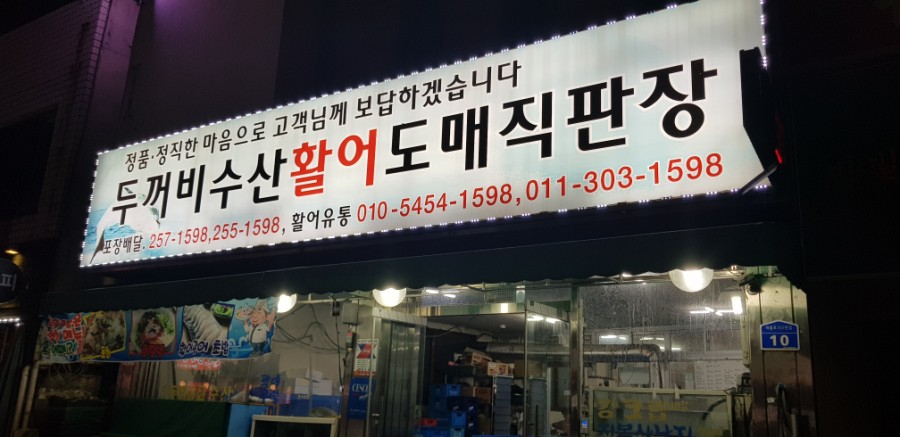 정품·정직한 마음으로 고객님께 보답하겠습니다
두꺼비수산활어도매직판장
포장배달. 257-1598,255-1598, 활어유통 010-5454-1598,011-303-1598
10